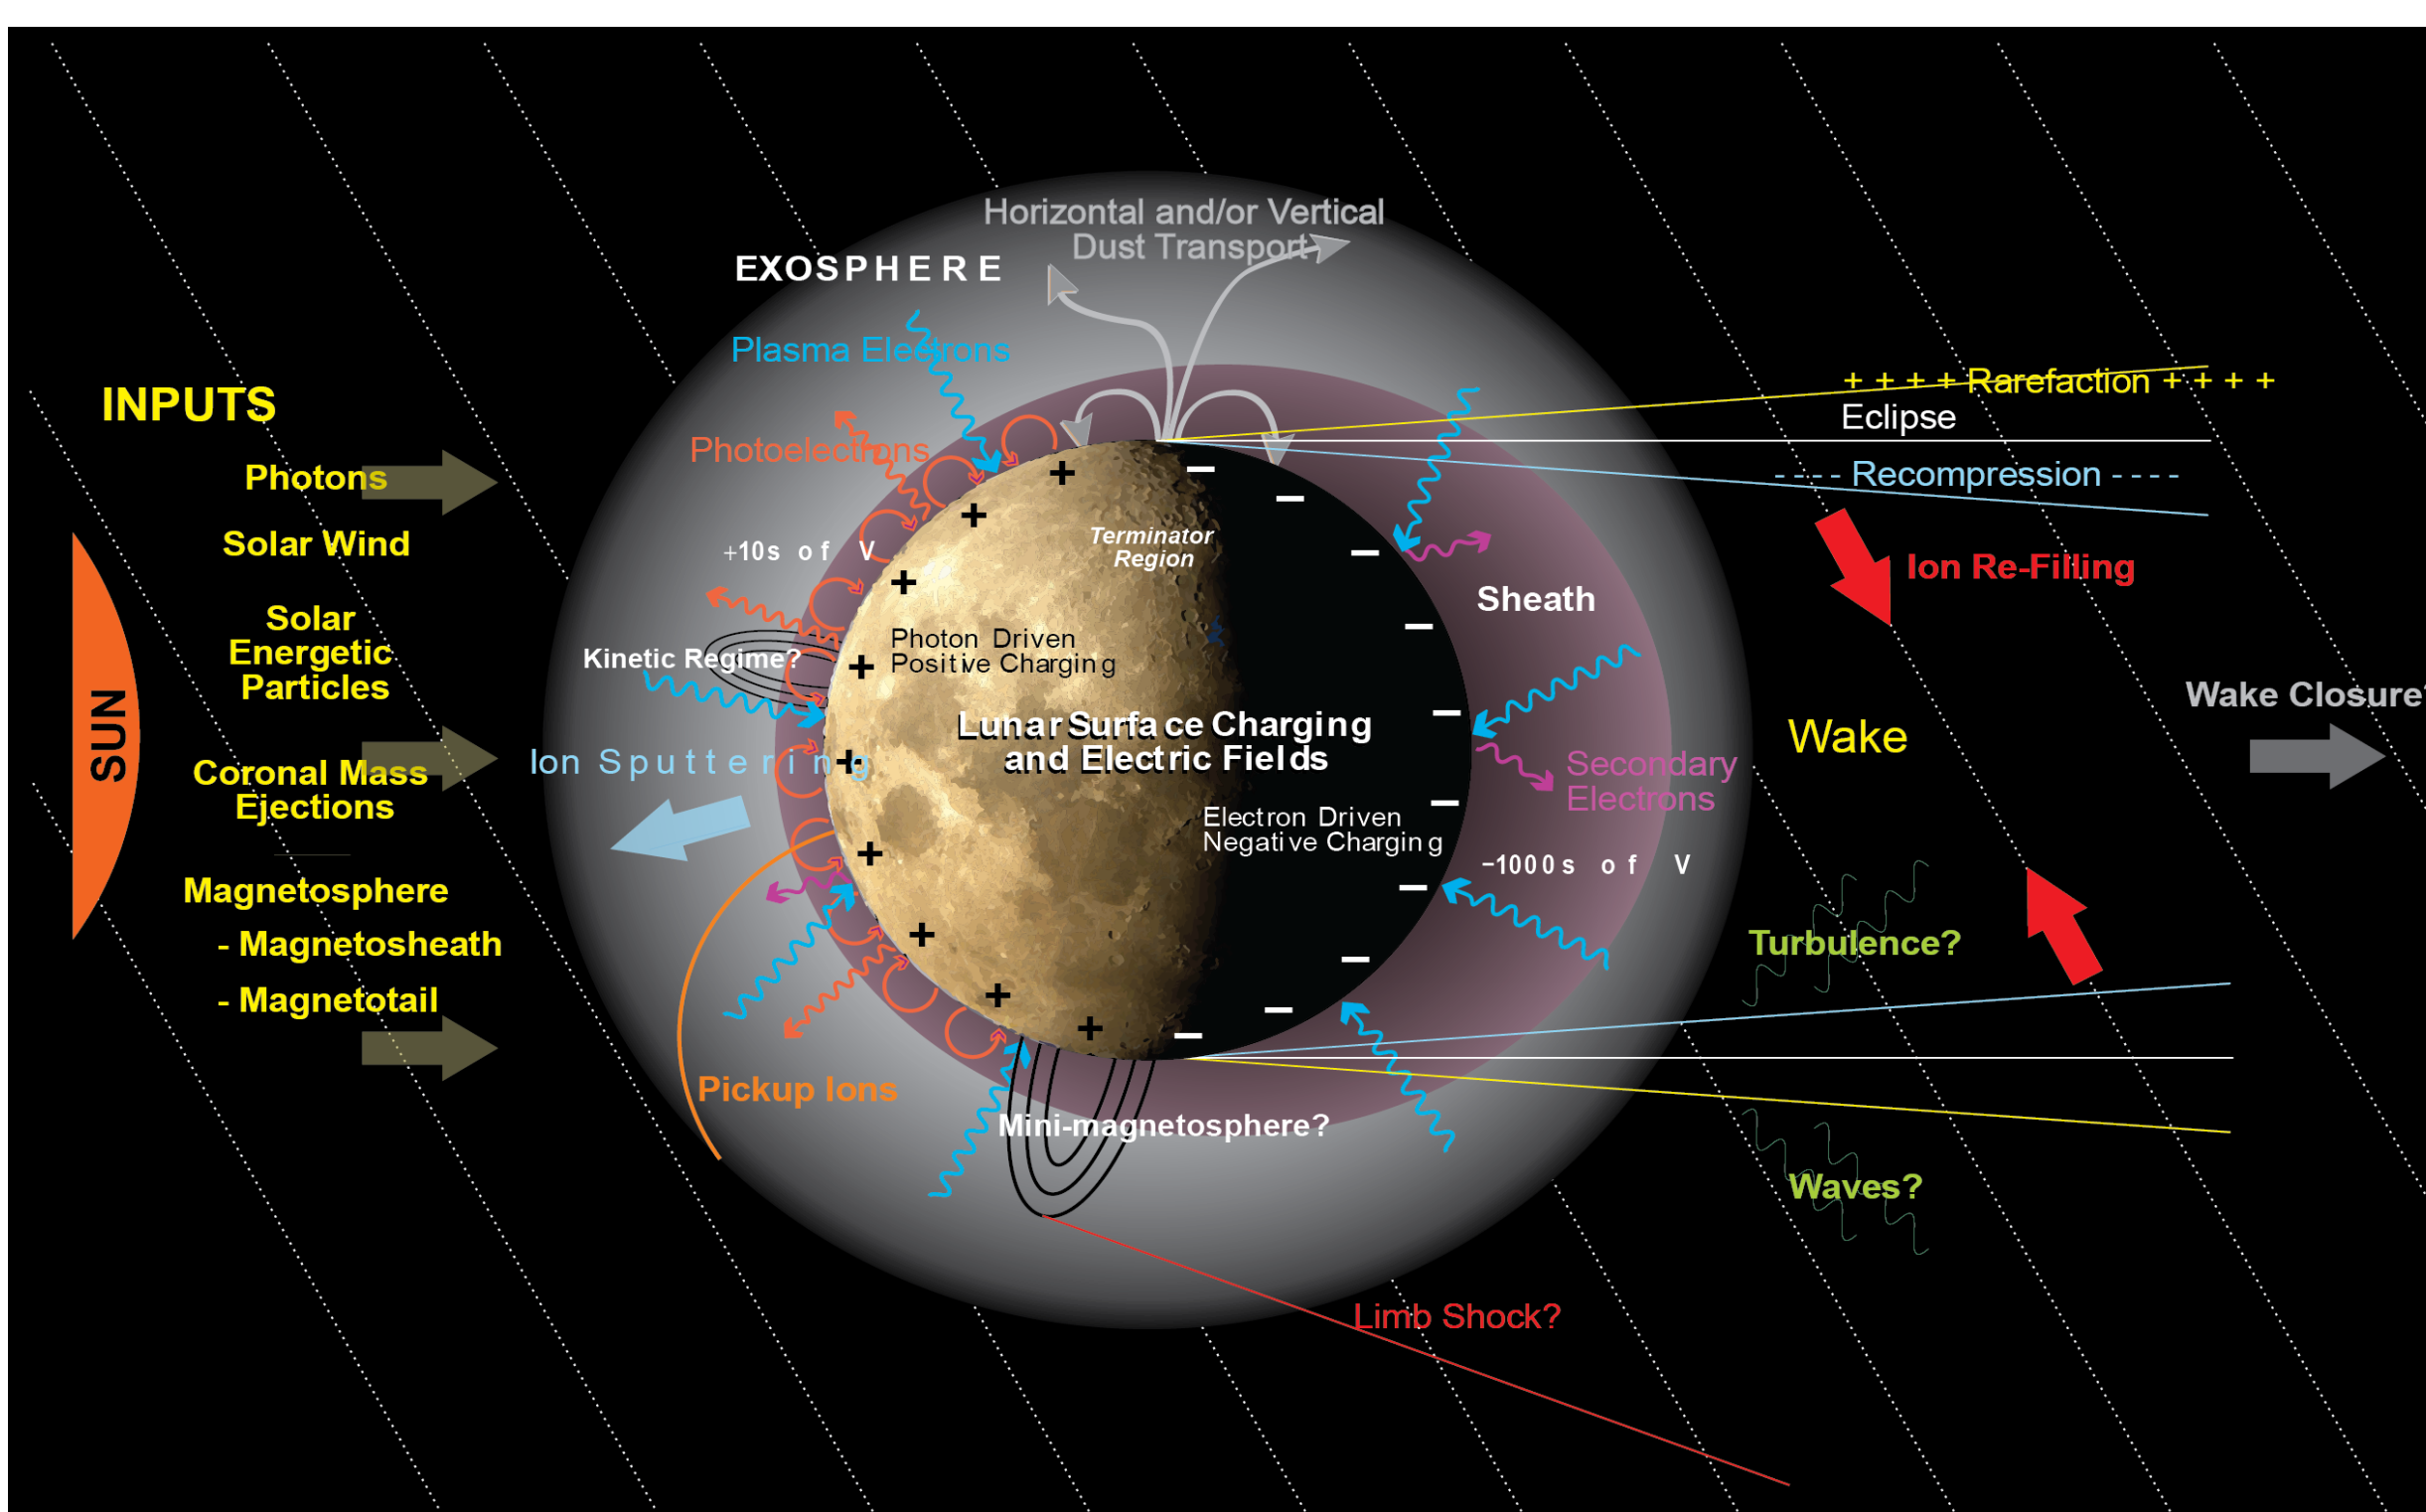 Horizontal and/or Vertical
Dust Transport
EXOSPHERE
Plasma Electrons
Photoelectrons
+10s of V
Kinetic Regime?
Ion Sputtering
Pickup Ions
INPUTS
Photons
Solar Wind
Solar
Energetic
Particles
Coronal Mass
Ejections
Magnetosphere
- Magnetosheath
- Magnetotail
SUN
Terminator
Region
Photon Driven
Positive Charging
Lunar Surface Charging
and Electric Fields
Electron Driven
Negative Charging
Mini-magnetosphere?
Sheath
Secondary
Electrons
−1000s of V
+ + + + Rarefaction + + + +
Eclipse
- - - - Recompression - - - -
Ion Re-Filling
Wake
Wake Closure?
Turbulence?
Waves?
Limb Shock?